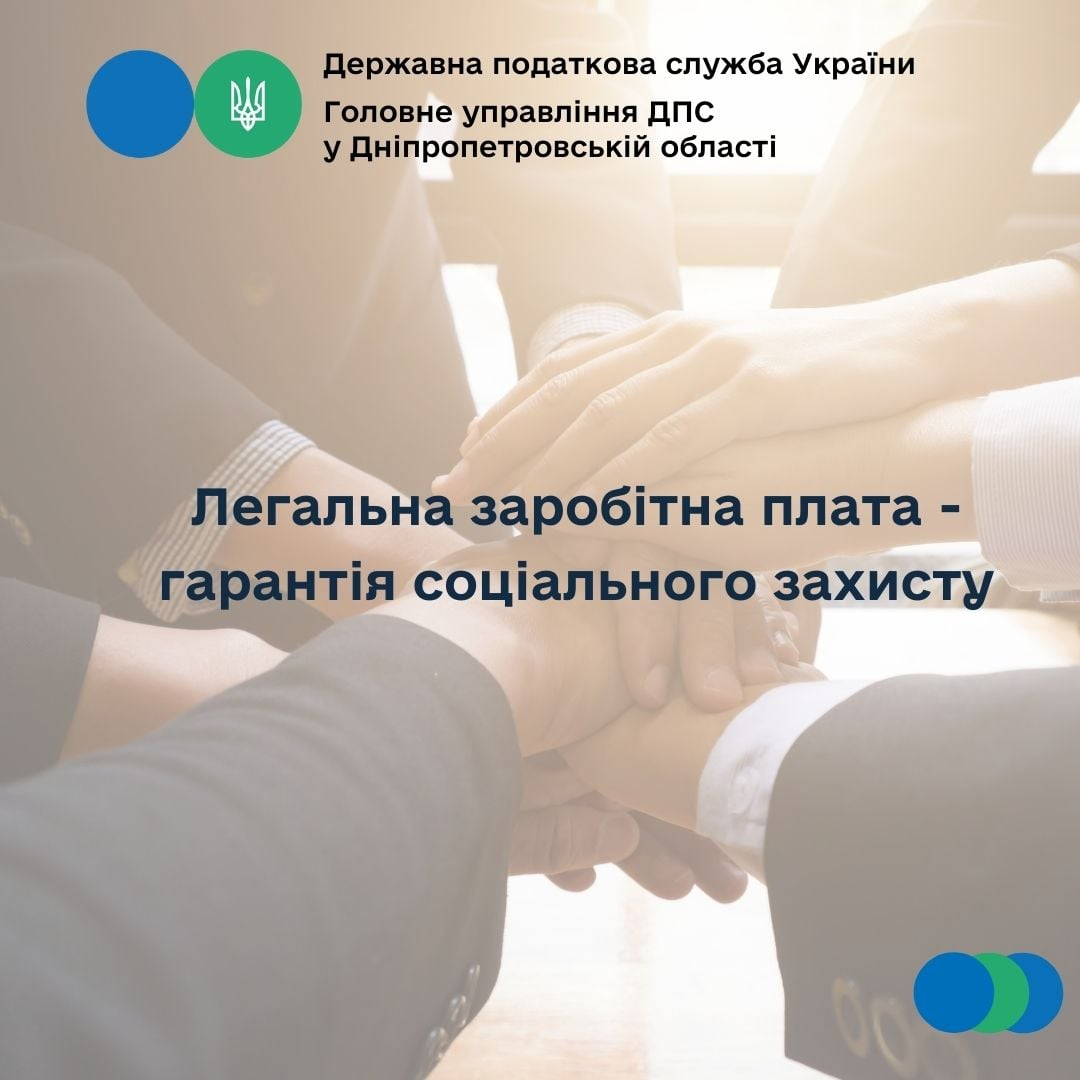 Державна податкова служба України
Головне управління ДПС
у Дніпропетровській області
Легальна заробітна плата -
гарантія соціального захисту